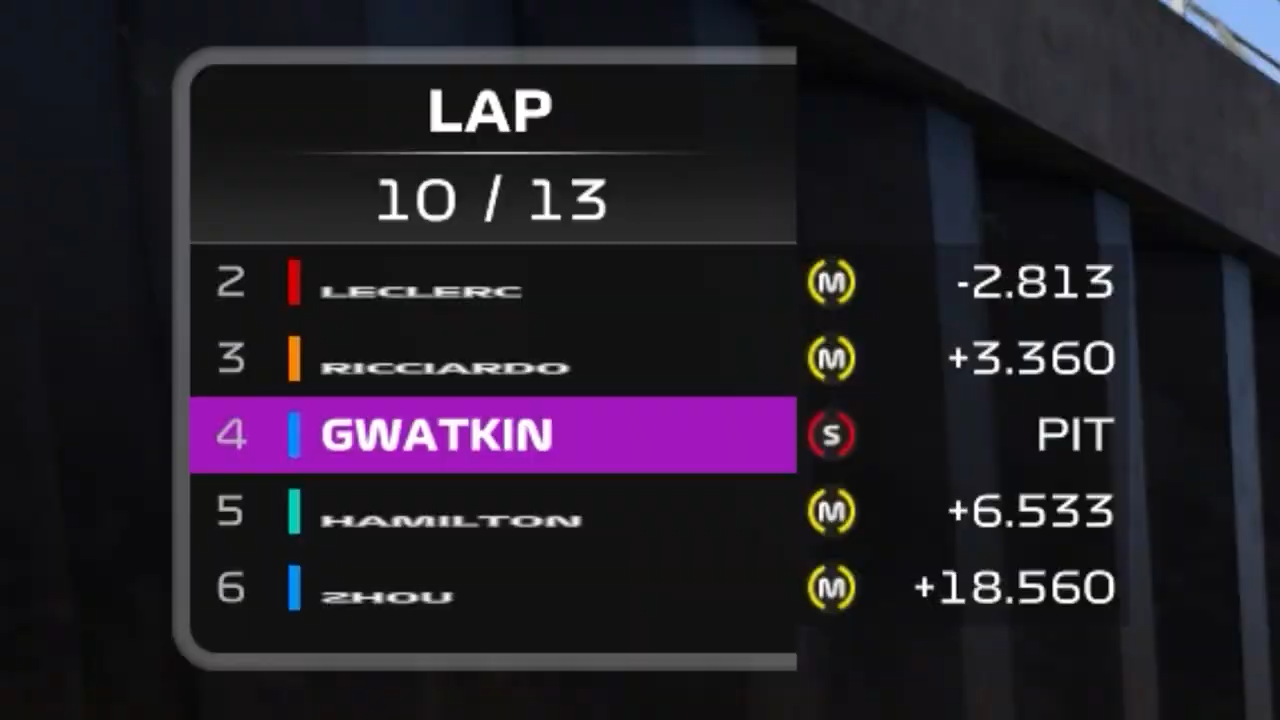 LAP
10 / 13
2 LECLERC M -2.813
3 RICCIARDO M +3.360
4 GWATKIN S PIT
5 HAMILTON M +6.533
6 ZHOU M +18.560